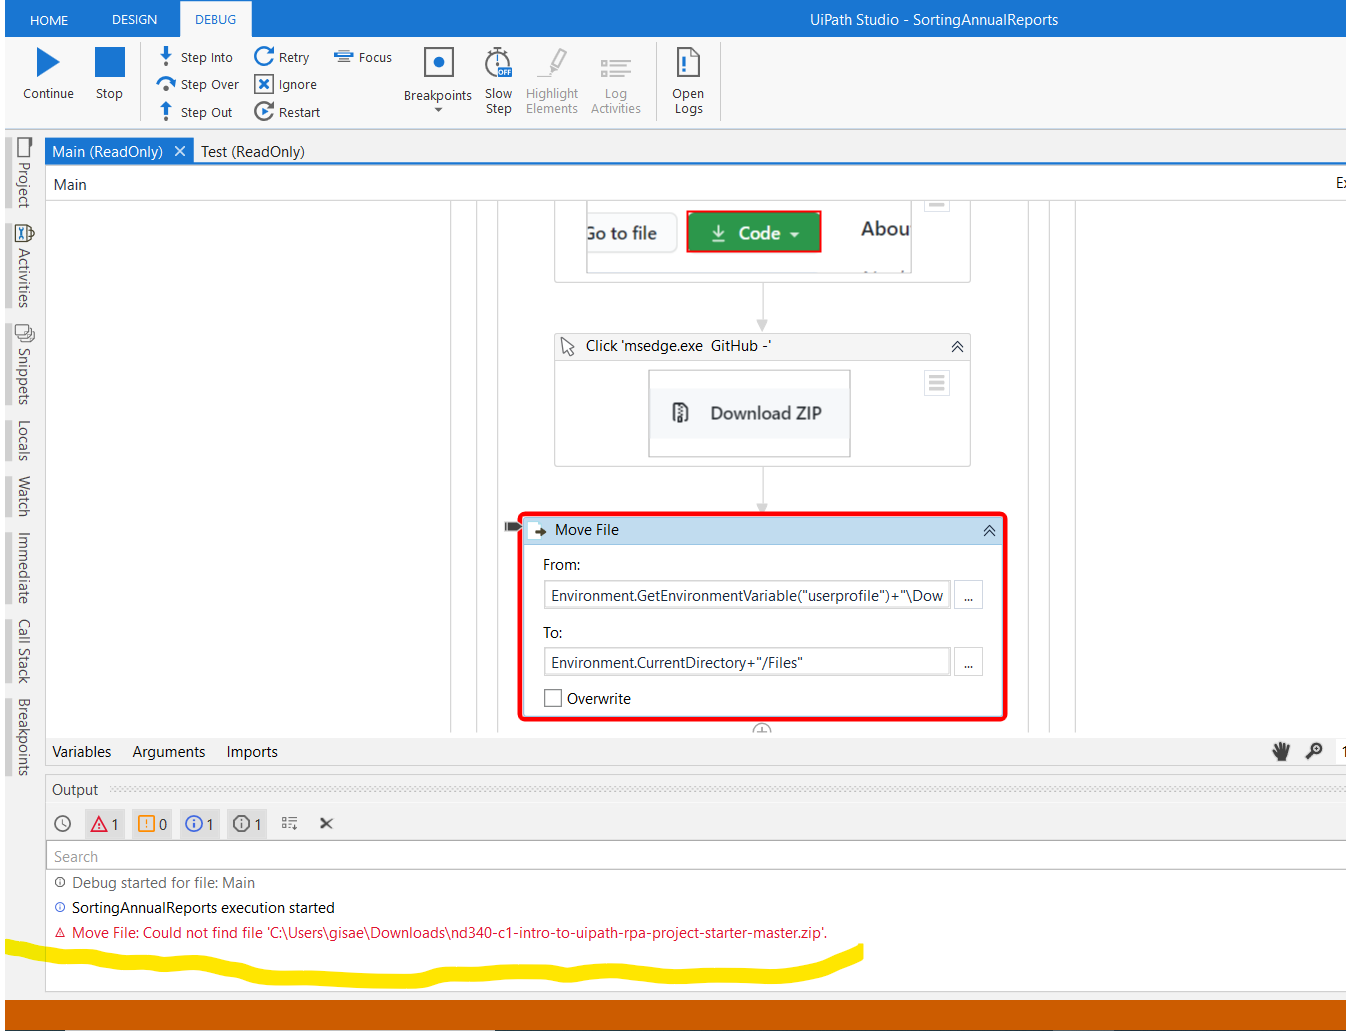 HOME DESIGN DEBUG UiPath Studio - SortingAnnualReports
Continue
Stop
Step Into
Step Over
Step Out
Retry
Ignore
Restart
Focus
Breakpoints
Slow
Step
OFF
Highlight
Elements
Log
Activities
Open
Logs
Project
Activities
Snippets
Locals
Watch
Immediate
Call Stack
Breakpoints
Main (ReadOnly) Test (ReadOnly)
Main
Go to file Code Abou
Click 'msedge.exe GitHub -'
Download ZIP
Move File
From:
Environment.GetEnvironmentVariable("userprofile")+"\Dow ...
To:
Environment.CurrentDirectory+"/Files" ...
Overwrite
Variables Arguments Imports
Output
1 0 1 1
Search
Debug started for file: Main
SortingAnnualReports execution started
Move File: Could not find file 'C:\Users\gisae\Downloads\nd340-c1-intro-to-uipath-rpa-project-starter-master.zip'.